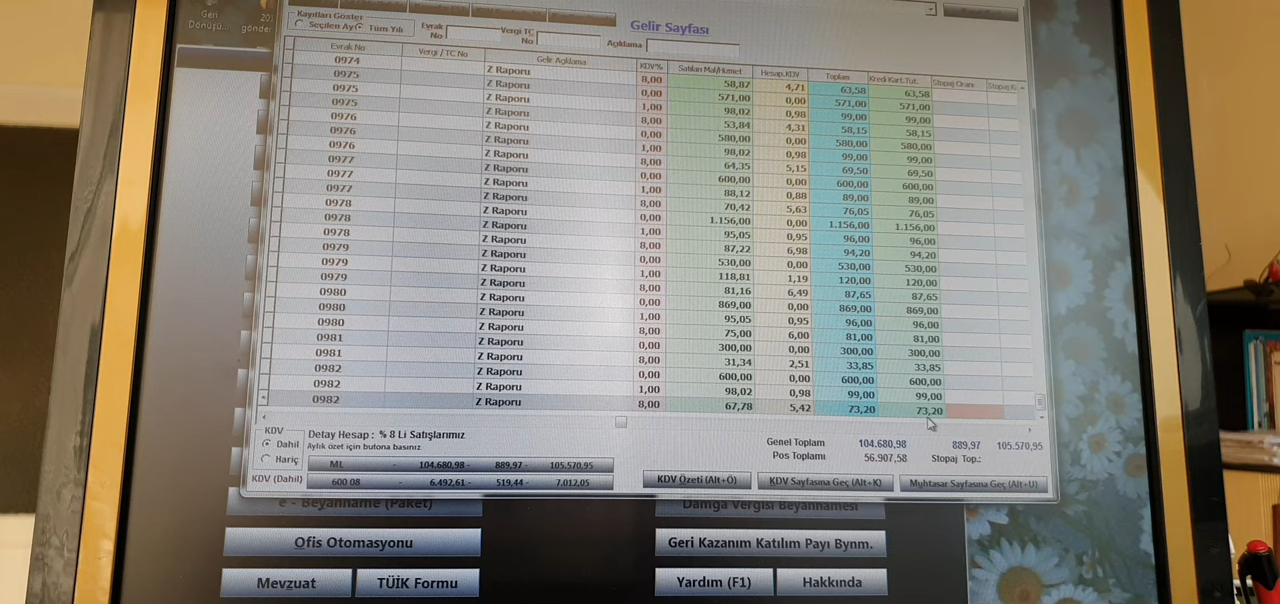 Geri
Dönüşü...
gönder
Kayıtları Göster
Seçilen Ay Tüm Yılı
Evrak No
Vergi TC No
Açıklama
Gelir Sayfası
Evrak No Vergi / TC No Gelir Açıklama KDV% Satılan Mal/Hizmet Hesap.KDV Toplam Kredi Kart.Tut. Stopaj Oranı
0974 Z Raporu 8,00 58,87 4,71 63,58 63,58
0975 Z Raporu 0,00 571,00 0,00 571,00 571,00
0975 Z Raporu 1,00 98,02 0,98 99,00 99,00
0975 Z Raporu 8,00 53,84 4,31 58,15 58,15
0976 Z Raporu 0,00 580,00 0,00 580,00 580,00
0976 Z Raporu 1,00 98,02 0,98 99,00 99,00
0976 Z Raporu 8,00 64,35 5,15 69,50 69,50
0977 Z Raporu 0,00 600,00 0,00 600,00 600,00
0977 Z Raporu 1,00 88,12 0,88 89,00 89,00
0977 Z Raporu 8,00 70,42 5,63 76,05 76,05
0978 Z Raporu 0,00 1.156,00 0,00 1.156,00 1.156,00
0978 Z Raporu 1,00 95,05 0,95 96,00 96,00
0978 Z Raporu 8,00 87,22 6,98 94,20 94,20
0979 Z Raporu 0,00 530,00 0,00 530,00 530,00
0979 Z Raporu 1,00 118,81 1,19 120,00 120,00
0979 Z Raporu 8,00 81,16 6,49 87,65 87,65
0980 Z Raporu 0,00 869,00 0,00 869,00 869,00
0980 Z Raporu 1,00 95,05 0,95 96,00 96,00
0980 Z Raporu 8,00 75,00 6,00 81,00 81,00
0981 Z Raporu 0,00 300,00 0,00 300,00 300,00
0981 Z Raporu 8,00 31,34 2,51 33,85 33,85
0982 Z Raporu 0,00 600,00 0,00 600,00 600,00
0982 Z Raporu 1,00 98,02 0,98 99,00 99,00
0982 Z Raporu 8,00 67,78 5,42 73,20 73,20
KDV
Dahil
Hariç
KDV (Dahil)
Detay Hesap : % 8 Li Satışlarımız
Aylık özet için butona basınız
ML - 104.680,98 - 889,97 - 105.570,95
600 08 - 6.492,61 - 519,44 - 7.012,05
Genel Toplam 104.680,98 889,97 105.570,95
Pos Toplamı 56.907,58 Stopaj Top.:
KDV Özeti (Alt+Ö) KDV Sayfasına Geç (Alt+K) Muhtasar Sayfasına Geç (Alt+U)
e - Beyanname (Paket) Damga Vergisi Beyannamesi
Ofis Otomasyonu Geri Kazanım Katılım Payı Bynm.
Mevzuat TÜİK Formu Yardım (F1) Hakkında